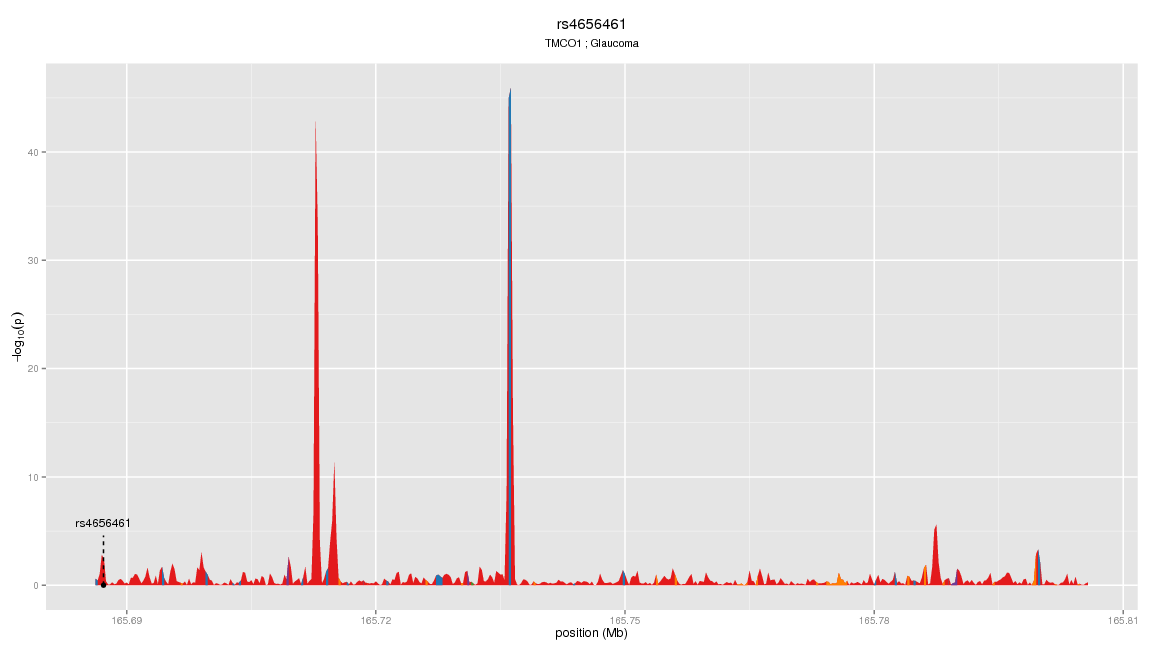 rs4656461
TMCO1 ; Glaucoma
−log10(p)
40
30
20
10
0
rs4656461
165.69
165.72
165.75
165.78
165.81
position (Mb)